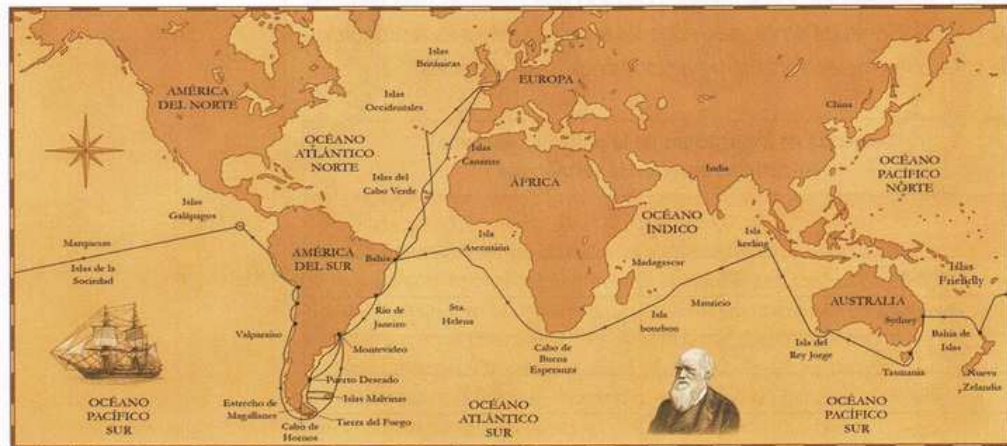 Islas
Británicas
EUROPA
AMÉRICA
DEL NORTE
Islas
Occidentales
China
OCÉANO
ATLÁNTICO
NORTE
Islas
Canarias
OCÉANO
PACÍFICO
NORTE
India
Islas del
Cabo Verde
ÁFRICA
Islas
Galápagos
OCÉANO
ÍNDICO
Isla
Ascensión
Isla
keeling
Marquesas
AMÉRICA
DEL SUR
Bahía
Madagascar
Islas de la
Sociedad
Islas
Friendly
Mauricio
AUSTRALIA
Río de
Janeiro
Sta.
Helena
Isla
bourbon
Sydney
Valparaíso
Bahía de
Islas
Montevideo
Cabo de
Buena
Esperanza
Isla del
Rey Jorge
Tasmania
Nueva
Zelandia
Puerto Deseado
Islas Malvinas
Estrecho de
Magallanes
Tierra del Fuego
Cabo de
Hornos
OCÉANO
PACÍFICO
SUR
OCÉANO
ATLÁNTICO
SUR
OCÉANO
PACÍFICO
SUR